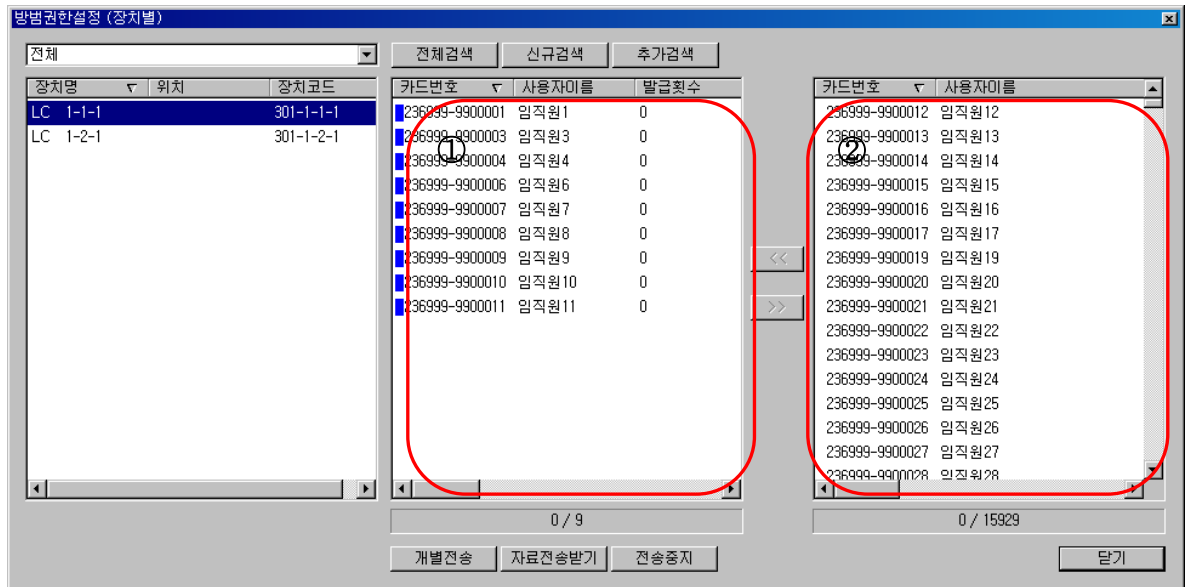 방범권한설정 (장치별)
전체
전체검색 신규검색 추가검색
장치명 위치 장치코드
LC 1-1-1 301-1-1-1
LC 1-2-1 301-1-2-1
카드번호 사용자이름 발급횟수
236999-9900001 임직원1 0
236999-9900003 임직원3 0
236999-9900004 임직원4 0
236999-9900006 임직원6 0
236999-9900007 임직원7 0
236999-9900008 임직원8 0
236999-9900009 임직원9 0
236999-9900010 임직원10 0
236999-9900011 임직원11 0
①
0 / 9
<<
>>
카드번호 사용자이름
236999-9900012 임직원12
236999-9900013 임직원13
236999-9900014 임직원14
236999-9900015 임직원15
236999-9900016 임직원16
236999-9900017 임직원17
236999-9900019 임직원19
236999-9900020 임직원20
236999-9900021 임직원21
236999-9900022 임직원22
236999-9900023 임직원23
236999-9900024 임직원24
236999-9900025 임직원25
236999-9900026 임직원26
236999-9900027 임직원27
236999-9900028 임직원28
②
0 / 15929
개별전송 자료전송받기 전송중지 닫기